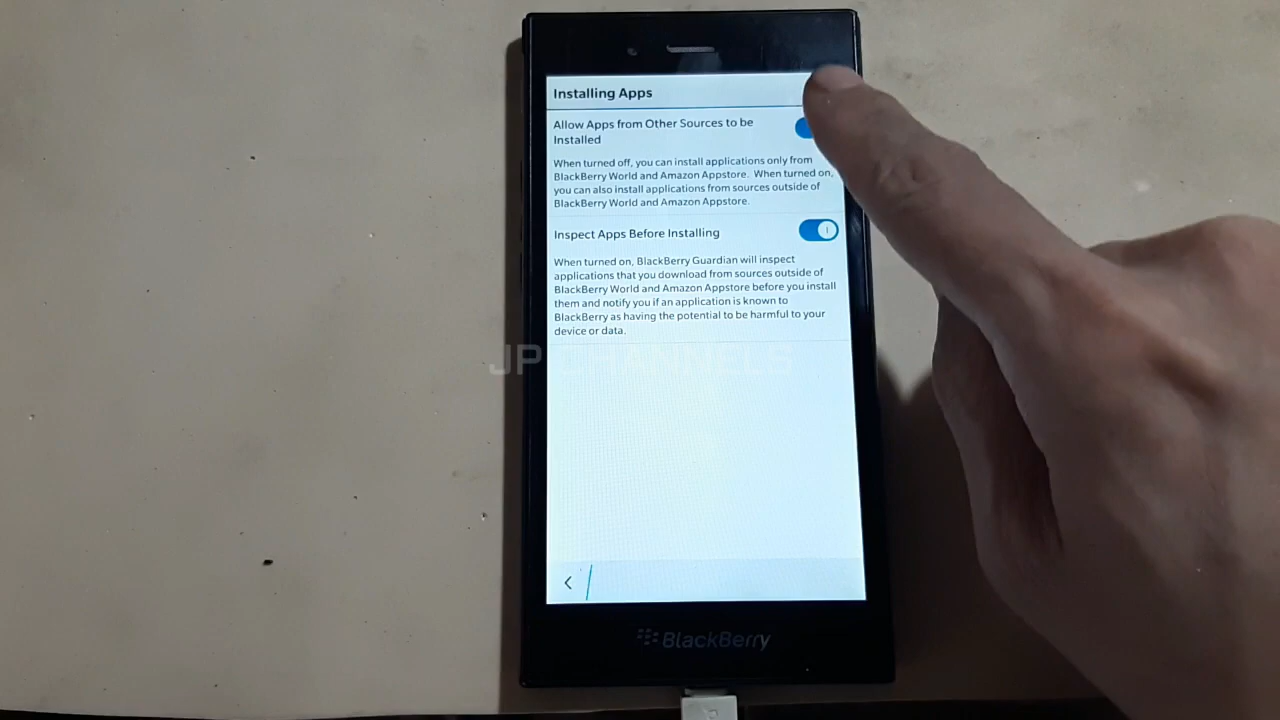 Installing Apps
Allow Apps from Other Sources to be
Installed
When turned off, you can install applications only from
BlackBerry World and Amazon Appstore. When turned on,
you can also install applications from sources outside of
BlackBerry World and Amazon Appstore.
Inspect Apps Before Installing
When turned on, BlackBerry Guardian will inspect
applications that you download from sources outside of
BlackBerry World and Amazon Appstore before you install
them and notify you if an application is known to
BlackBerry as having the potential to be harmful to your
device or data.
JP CHANNELS
BlackBerry